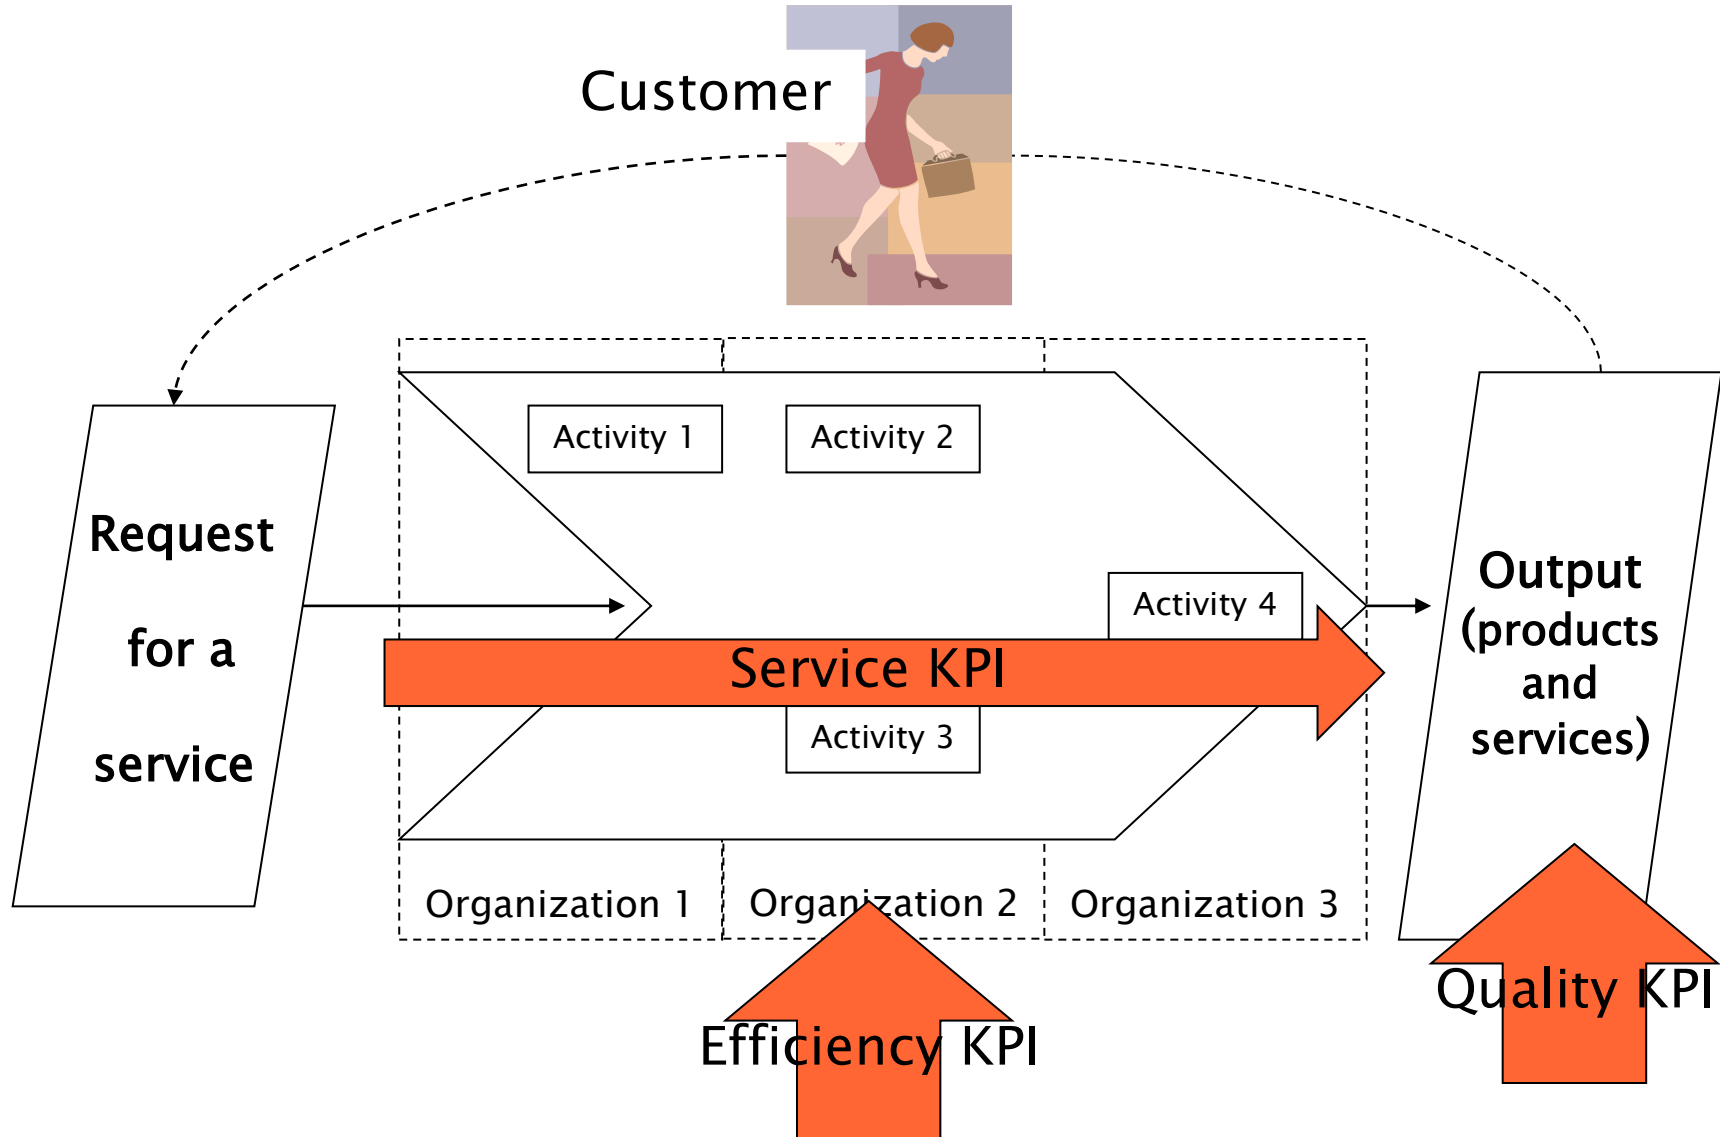 Customer
Activity 1
Activity 2
Request
for a
service
Activity 4
Output
(products
and
services)
Service KPI
Activity 3
Organization 1
Organization 2
Organization 3
Quality KPI
Efficiency KPI